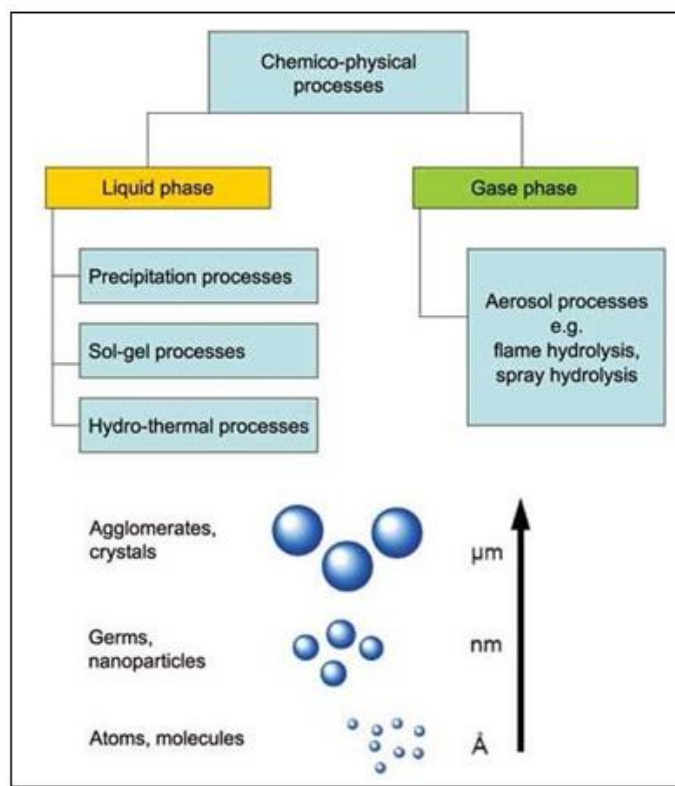 Chemico-physical
processes
Liquid phase
Gase phase
Precipitation processes
Sol-gel processes
Hydro-thermal processes
Aerosol processes
e.g.
flame hydrolysis,
spray hydrolysis
Agglomerates,
crystals
µm
Germs,
nanoparticles
nm
Atoms, molecules
Å